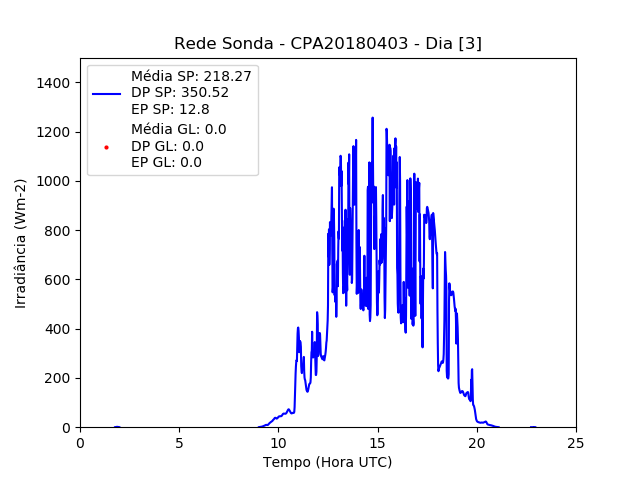 Rede Sonda - CPA20180403 - Dia [3]
Média SP: 218.27
DP SP: 350.52
EP SP: 12.8
Média GL: 0.0
DP GL: 0.0
EP GL: 0.0
Irradiância (Wm-2)
1400
1200
1000
800
600
400
200
0
0 5 10 15 20 25
Tempo (Hora UTC)